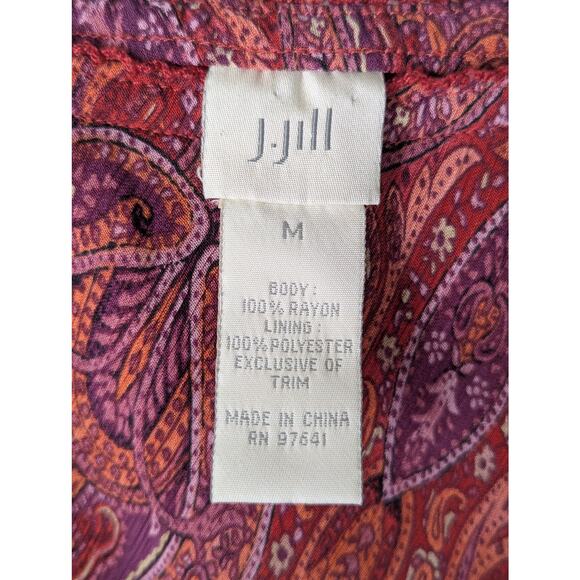 J.Jill
M
BODY:
100% RAYON
LINING:
100% POLYESTER
EXCLUSIVE OF
TRIM
MADE IN CHINA
RN 97641